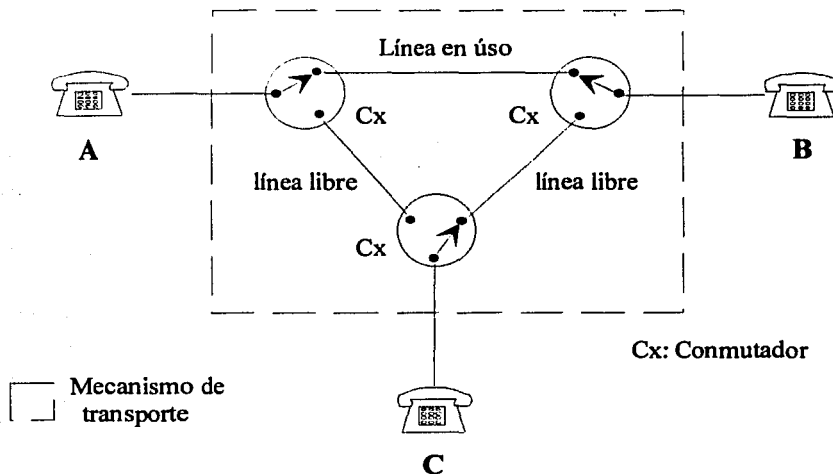 Línea en úso
Cx
Cx
A
B
línea libre
línea libre
Cx
Cx: Conmutador
Mecanismo de
transporte
C